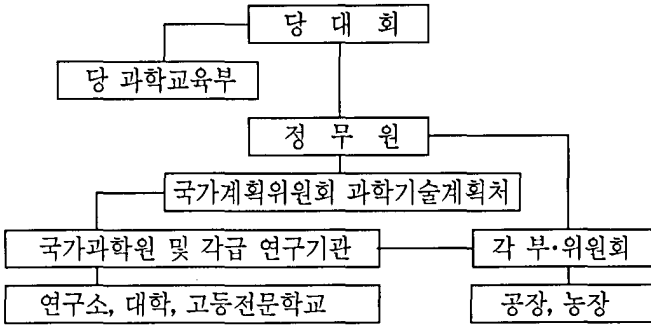 당 대 회
당 과학교육부
정 무 원
국가계획위원회 과학기술계획처
국가과학원 및 각급 연구기관
각 부·위원회
연구소, 대학, 고등전문학교
공장, 농장